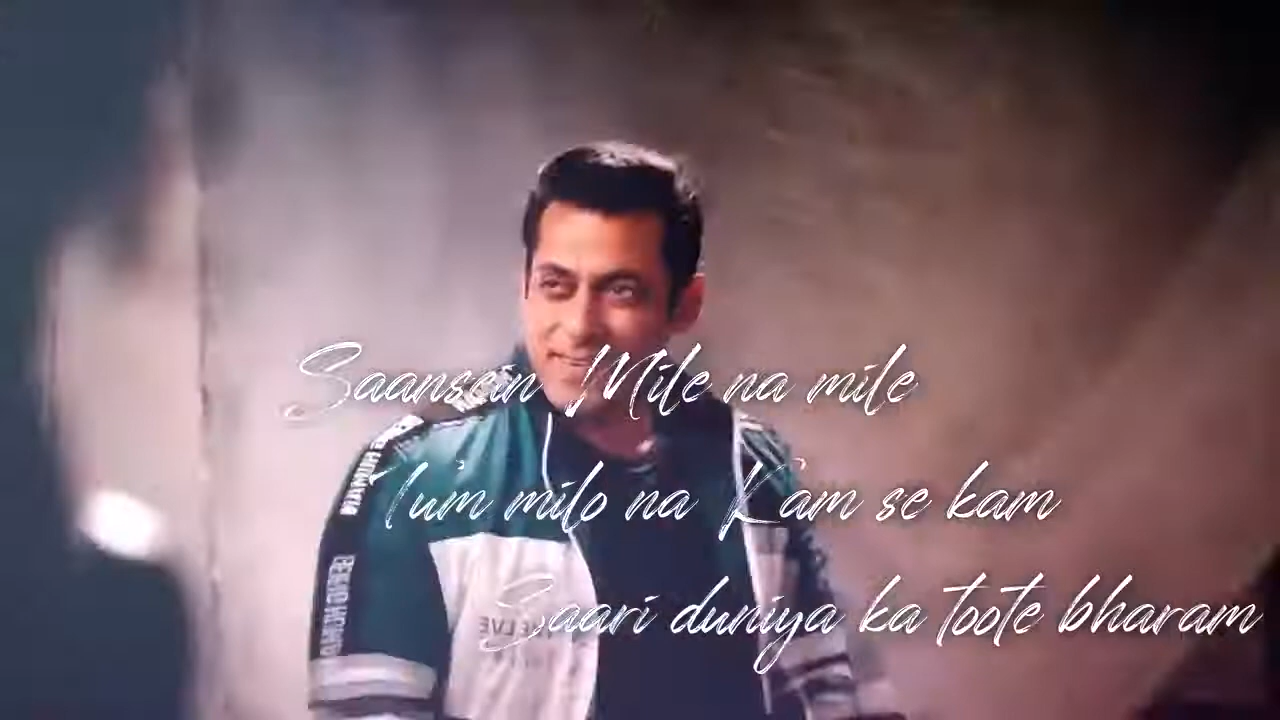 Saansein Mile na mile
Tum milo na Kam se kam
Saari duniya ka toote bharam